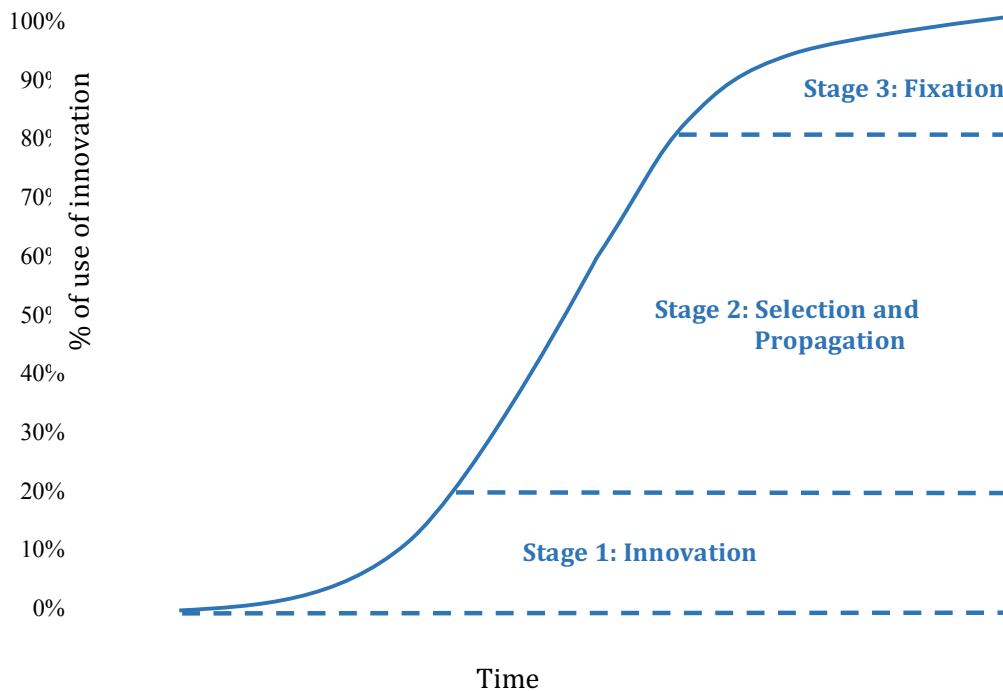 100%
90%
80%
70%
60%
50%
40%
30%
20%
10%
0%
% of use of innovation
Stage 3: Fixation
Stage 2: Selection and
Propagation
Stage 1: Innovation
Time